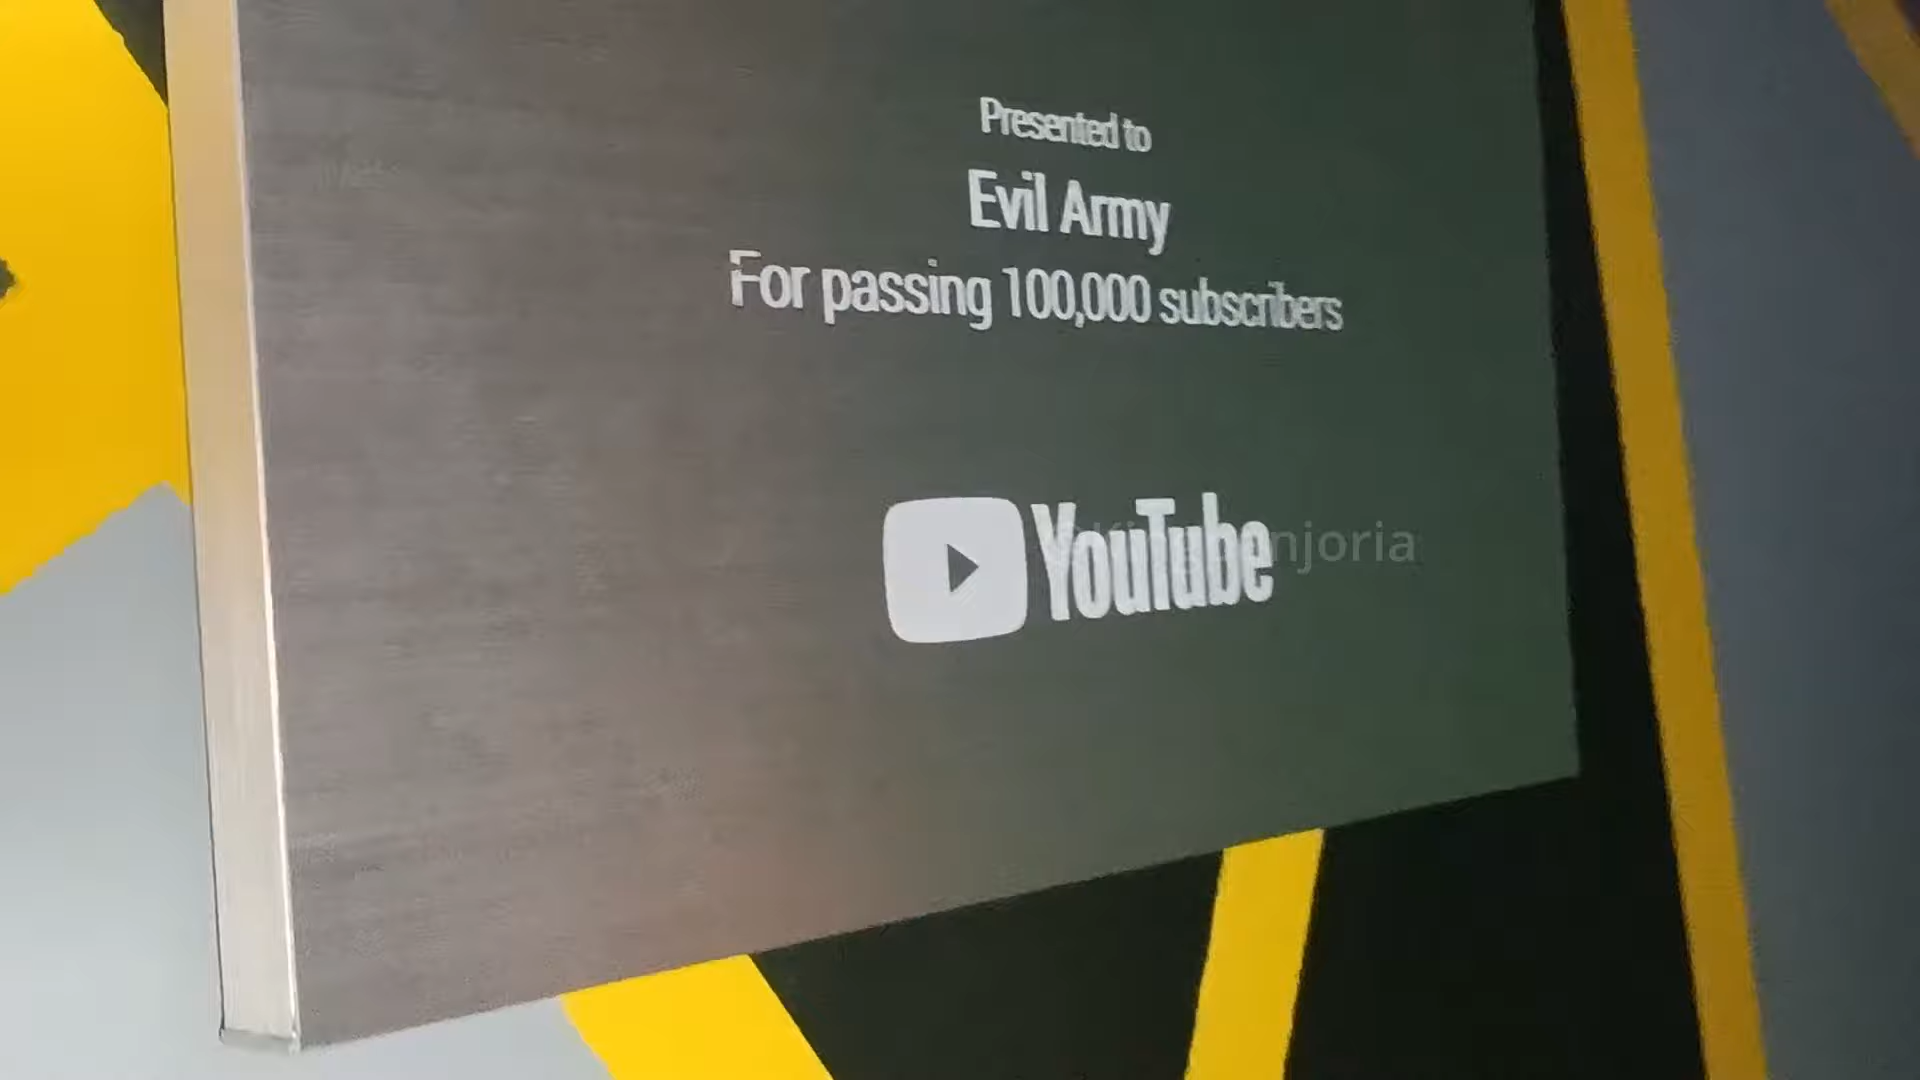 Presented to
Evil Army
For passing 100,000 subscribers
YouTube